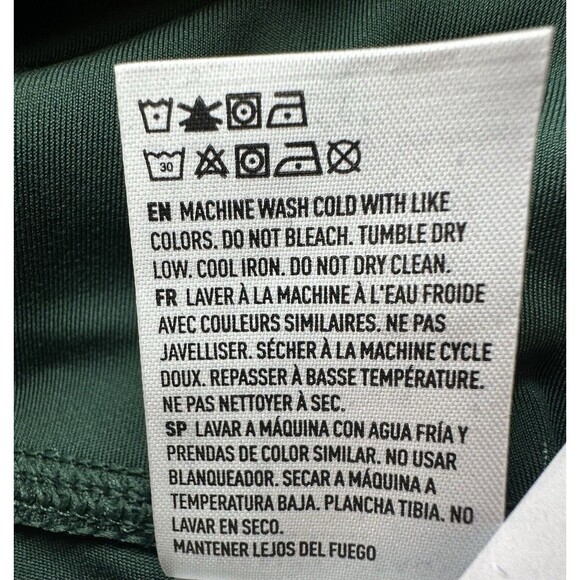 30
EN MACHINE WASH COLD WITH LIKE
COLORS. DO NOT BLEACH. TUMBLE DRY
LOW. COOL IRON. DO NOT DRY CLEAN.
FR LAVER À LA MACHINE À L'EAU FROIDE
AVEC COULEURS SIMILAIRES. NE PAS
JAVELLISER. SÉCHER À LA MACHINE CYCLE
DOUX. REPASSER À BASSE TEMPÉRATURE.
NE PAS NETTOYER À SEC.
SP LAVAR A MÁQUINA CON AGUA FRÍA Y
PRENDAS DE COLOR SIMILAR. NO USAR
BLANQUEADOR. SECAR A MÁQUINA A
TEMPERATURA BAJA. PLANCHA TIBIA. NO
LAVAR EN SECO.
MANTENER LEJOS DEL FUEGO